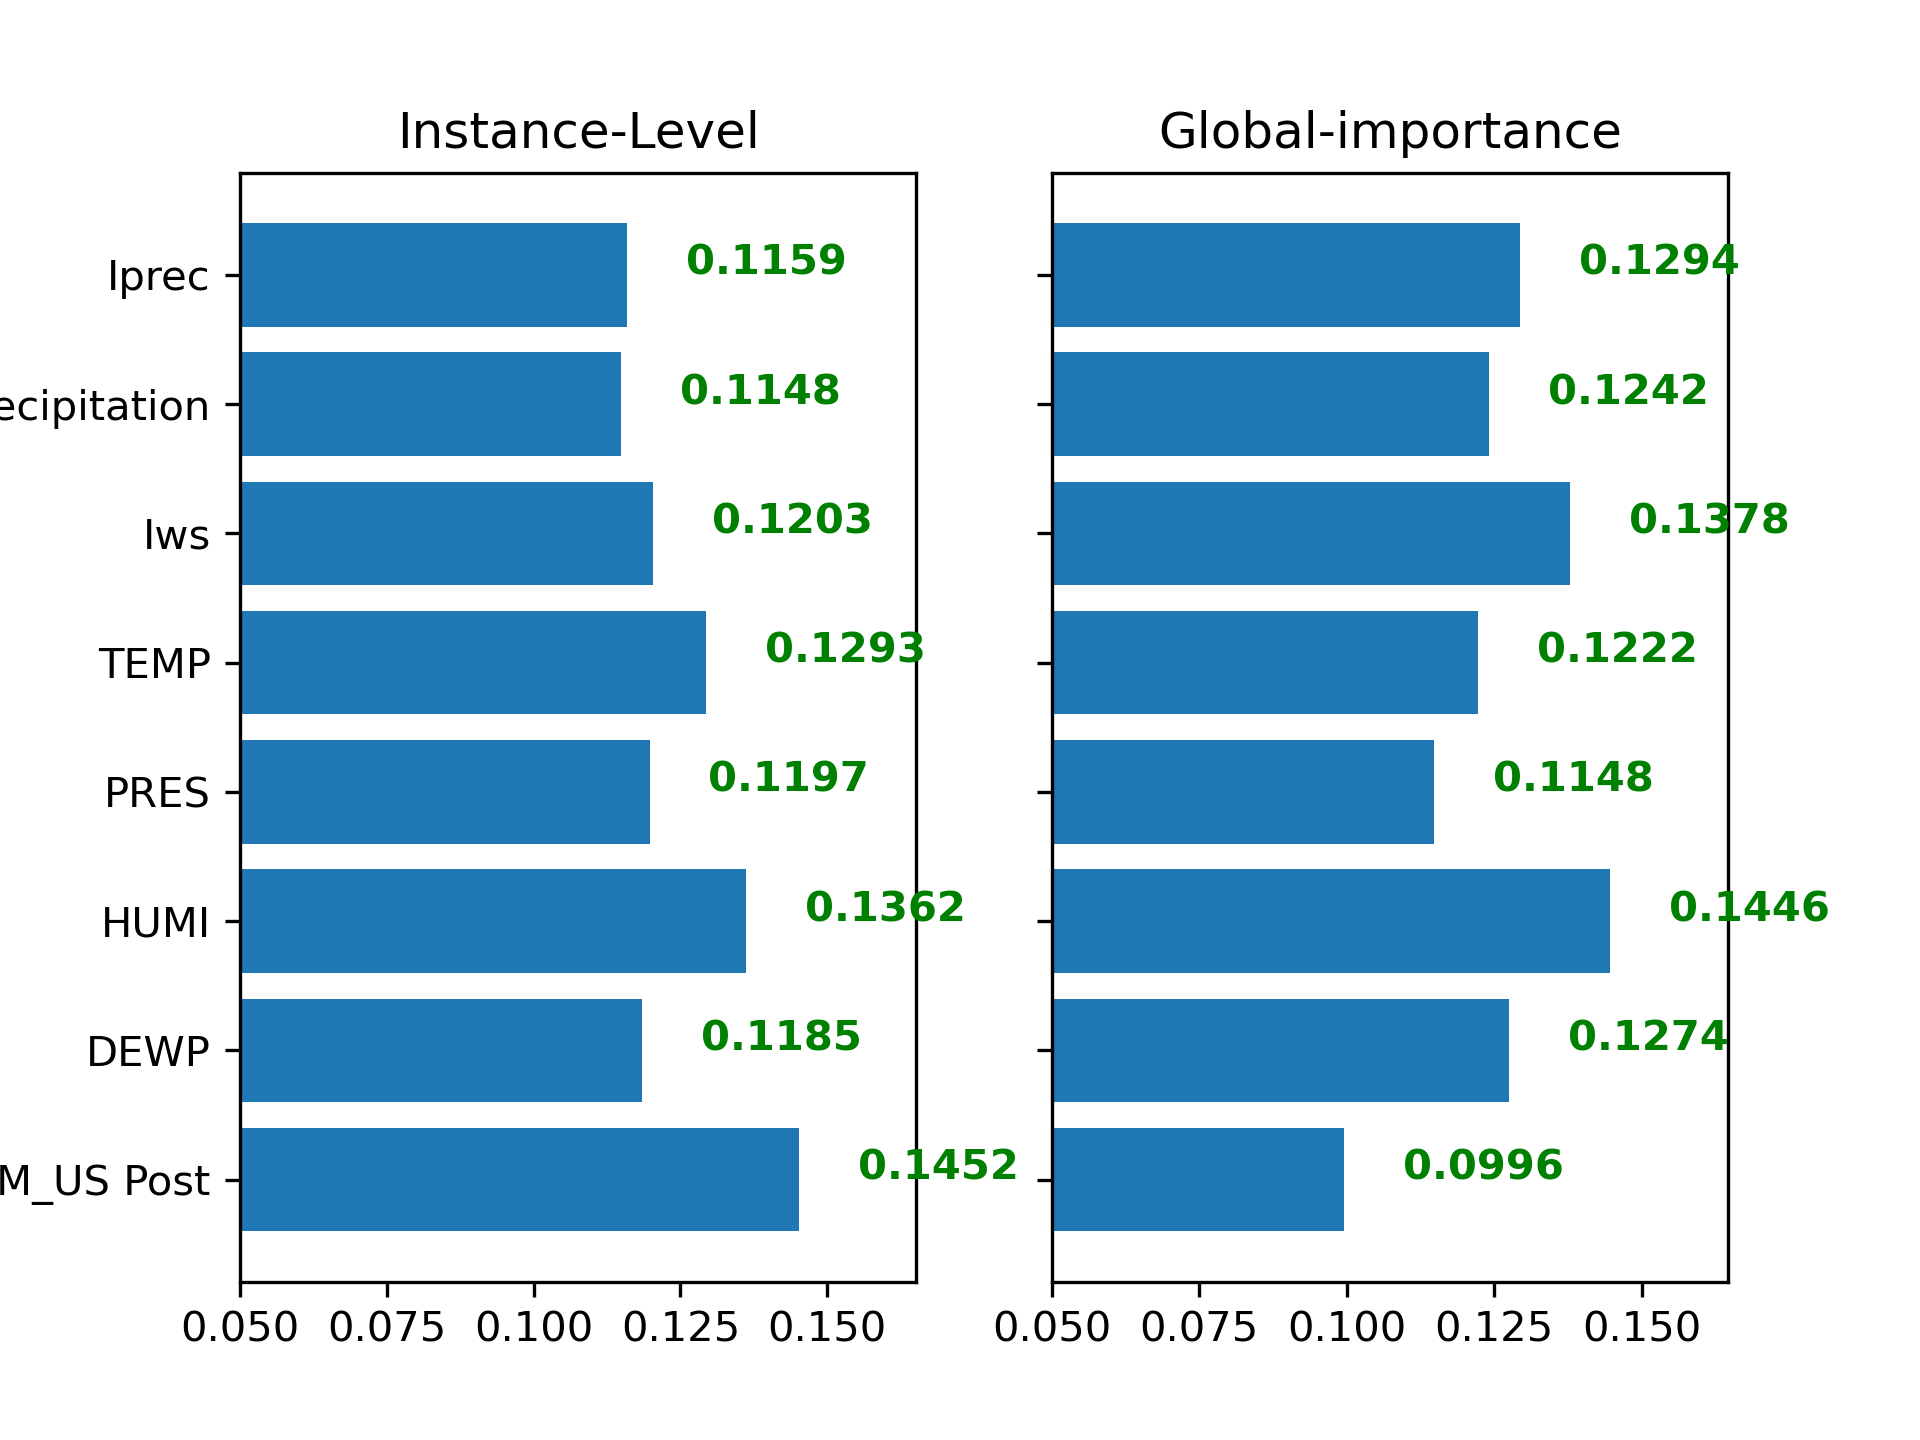 Instance-Level
Global-importance
Iprec
0.1159
0.1294
ecipitation
0.1148
0.1242
Iws
0.1203
0.1378
TEMP
0.1293
0.1222
PRES
0.1197
0.1148
HUMI
0.1362
0.1446
DEWP
0.1185
0.1274
M_US Post
0.1452
0.0996
0.050 0.075 0.100 0.125 0.150
0.050 0.075 0.100 0.125 0.150